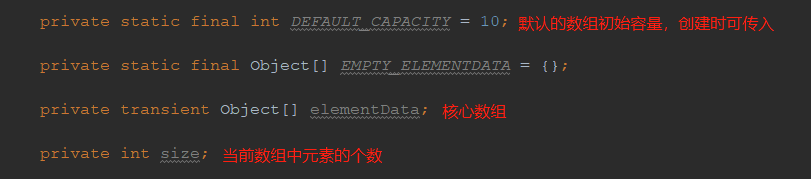 private static final int DEFAULT_CAPACITY = 10; 默认的数组初始容量，创建时可传入
private static final Object[] EMPTY_ELEMENTDATA = {};
private transient Object[] elementData; 核心数组
private int size; 当前数组中元素的个数